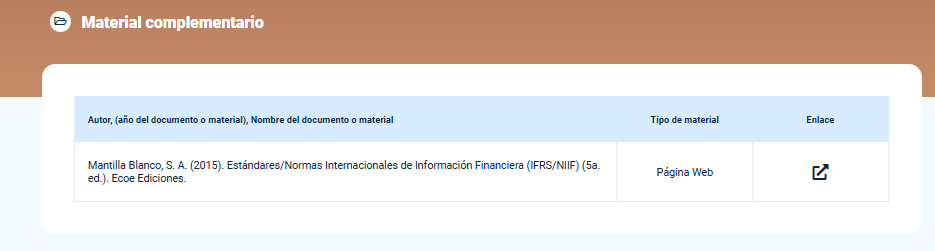 Material complementario
Autor, (año del documento o material), Nombre del documento o material
Tipo de material
Enlace
Mantilla Blanco, S. A. (2015). Estándares/Normas Internacionales de Información Financiera (IFRS/NIIF) (5a.
ed.). Ecoe Ediciones.
Página Web